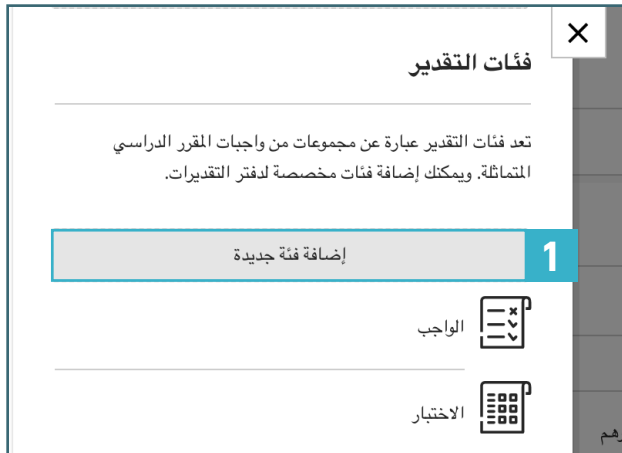 فئات التقدير
تعد فئات التقدير عبارة عن مجموعات من واجبات المقرر الدراسي
المتماثلة. ويمكنك إضافة فئات مخصصة لدفتر التقديرات.
إضافة فئة جديدة
1
الواجب
الاختبار